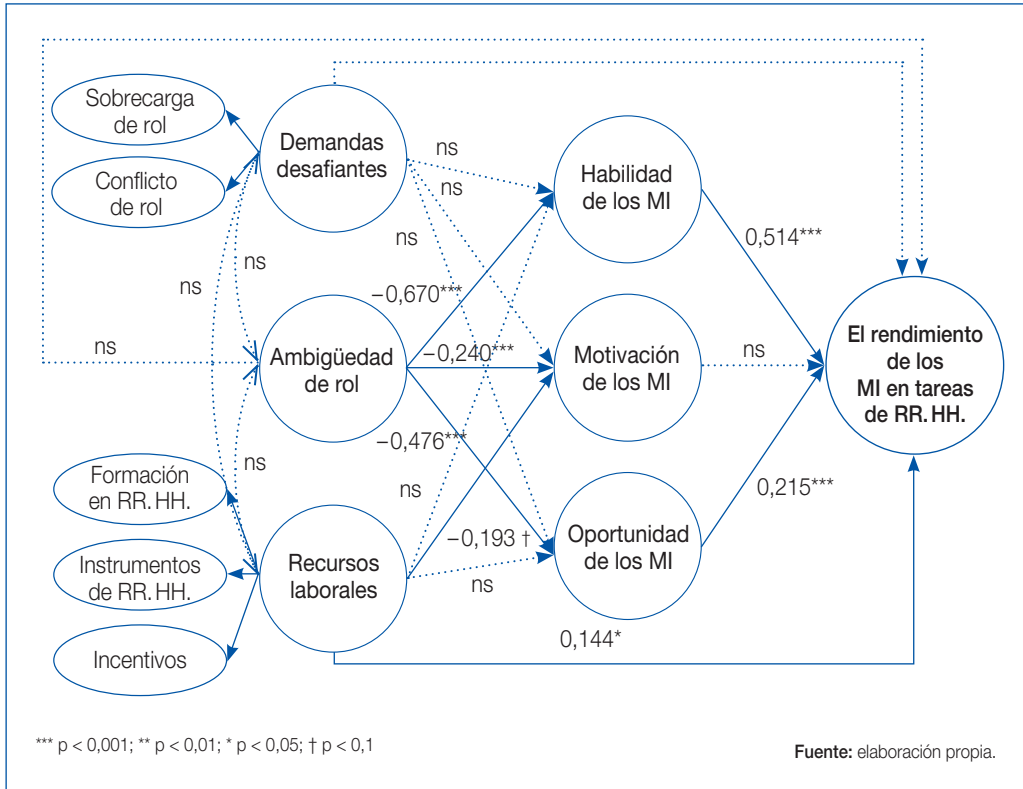 Sobrecarga
de rol
Conflicto
de rol
Demandas
desafiantes
ns
ns
ns
Habilidad
de los MI
0,514***
ns
ns
ns
−0,670***
Ambigüedad
de rol
−0,240***
Motivación
de los MI
ns
El rendimiento
de los
MI en tareas
de RR. HH.
−0,476***
ns
ns
Formación
en RR. HH.
Instrumentos
de RR. HH.
Incentivos
Recursos
laborales
−0,193 †
ns
Oportunidad
de los MI
0,215***
0,144*
*** p < 0,001; ** p < 0,01; * p < 0,05; † p < 0,1
Fuente: elaboración propia.